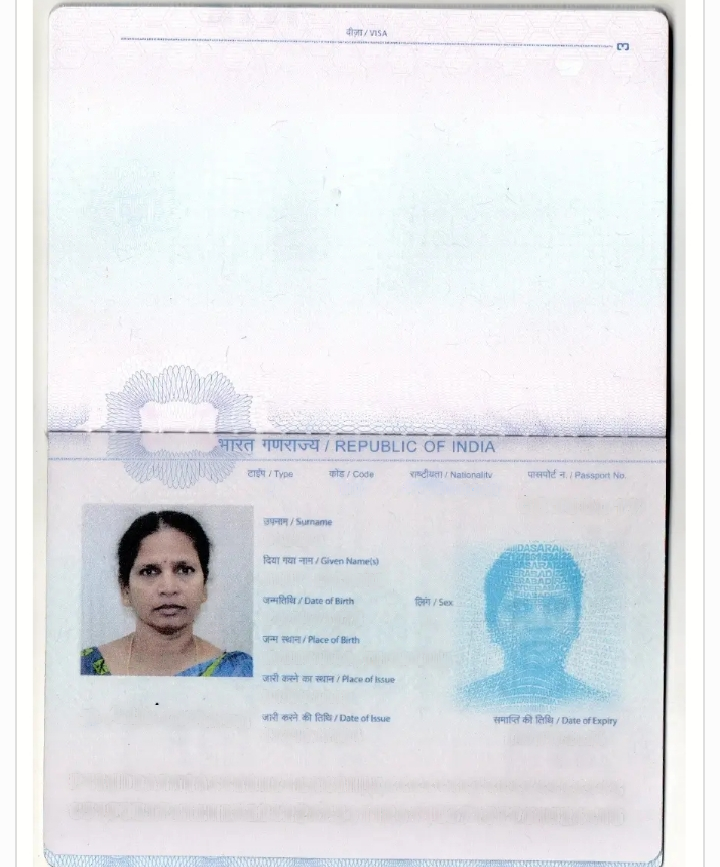 वीज़ा / VISA
3
भारत गणराज्य / REPUBLIC OF INDIA
टाईप / Type कोड / Code राष्ट्रीयता / Nationality पासपोर्ट न. / Passport No.
उपनाम / Surname
दिया गया नाम / Given Name(s)
जन्मतिथि / Date of Birth लिंग / Sex
जन्म स्थान / Place of Birth
जारी करने का स्थान / Place of Issue
जारी करने की तिथि / Date of Issue समाप्ति की तिथि / Date of Expiry